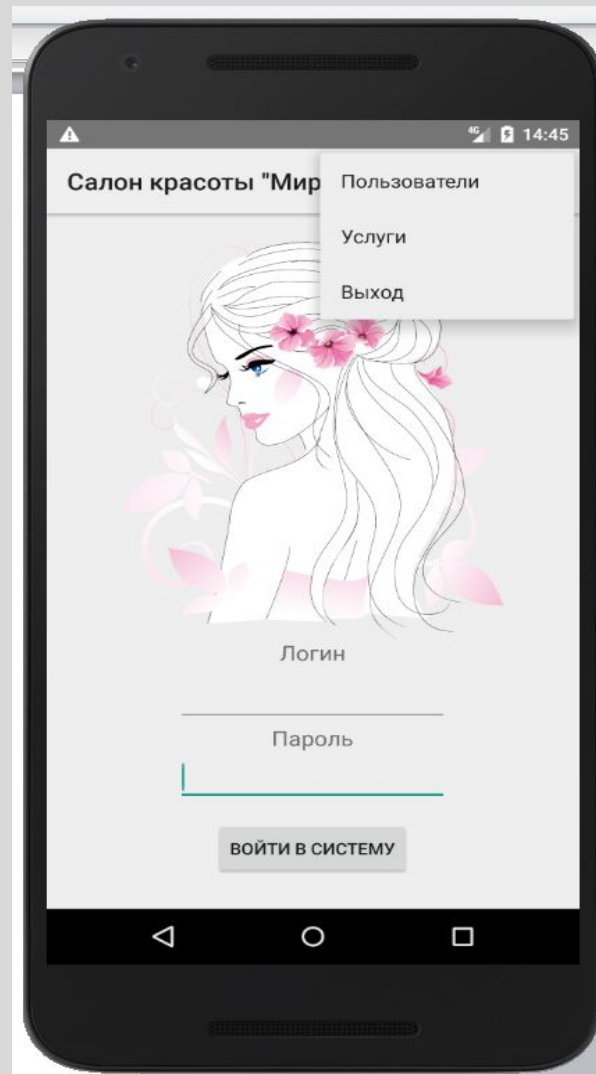 4G 14:45
Салон красоты "Мир
Пользователи
Услуги
Выход
Логин
Пароль
ВОЙТИ В СИСТЕМУ